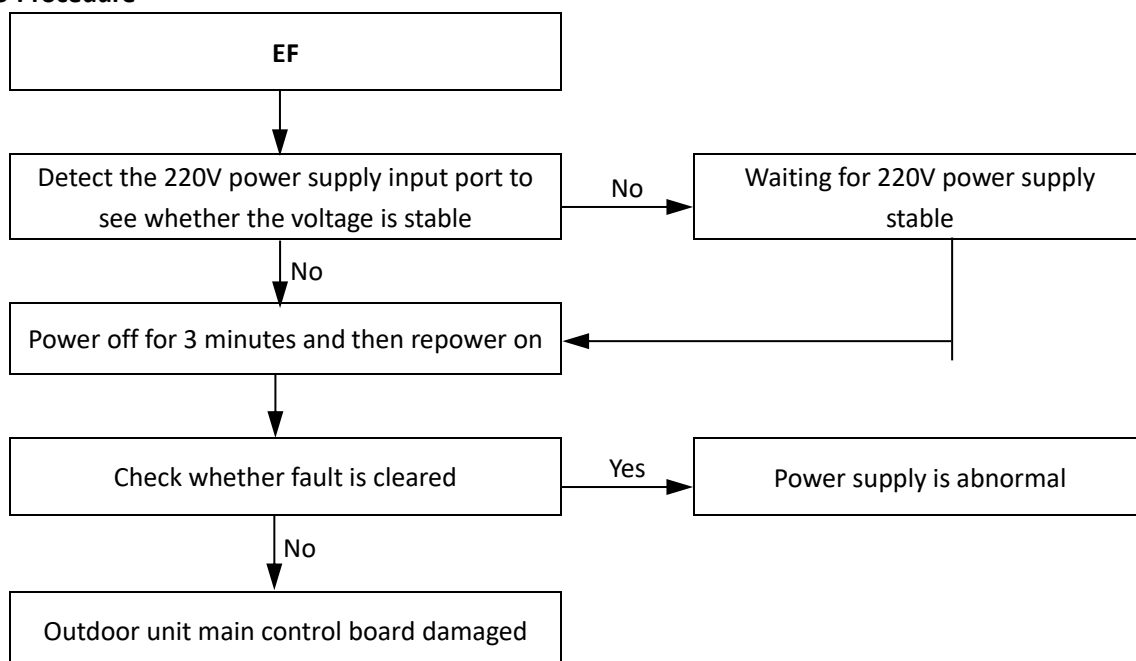 Procedure
EF
Detect the 220V power supply input port to
see whether the voltage is stable
No
Waiting for 220V power supply
stable
No
Power off for 3 minutes and then repower on
Check whether fault is cleared
Yes
Power supply is abnormal
No
Outdoor unit main control board damaged